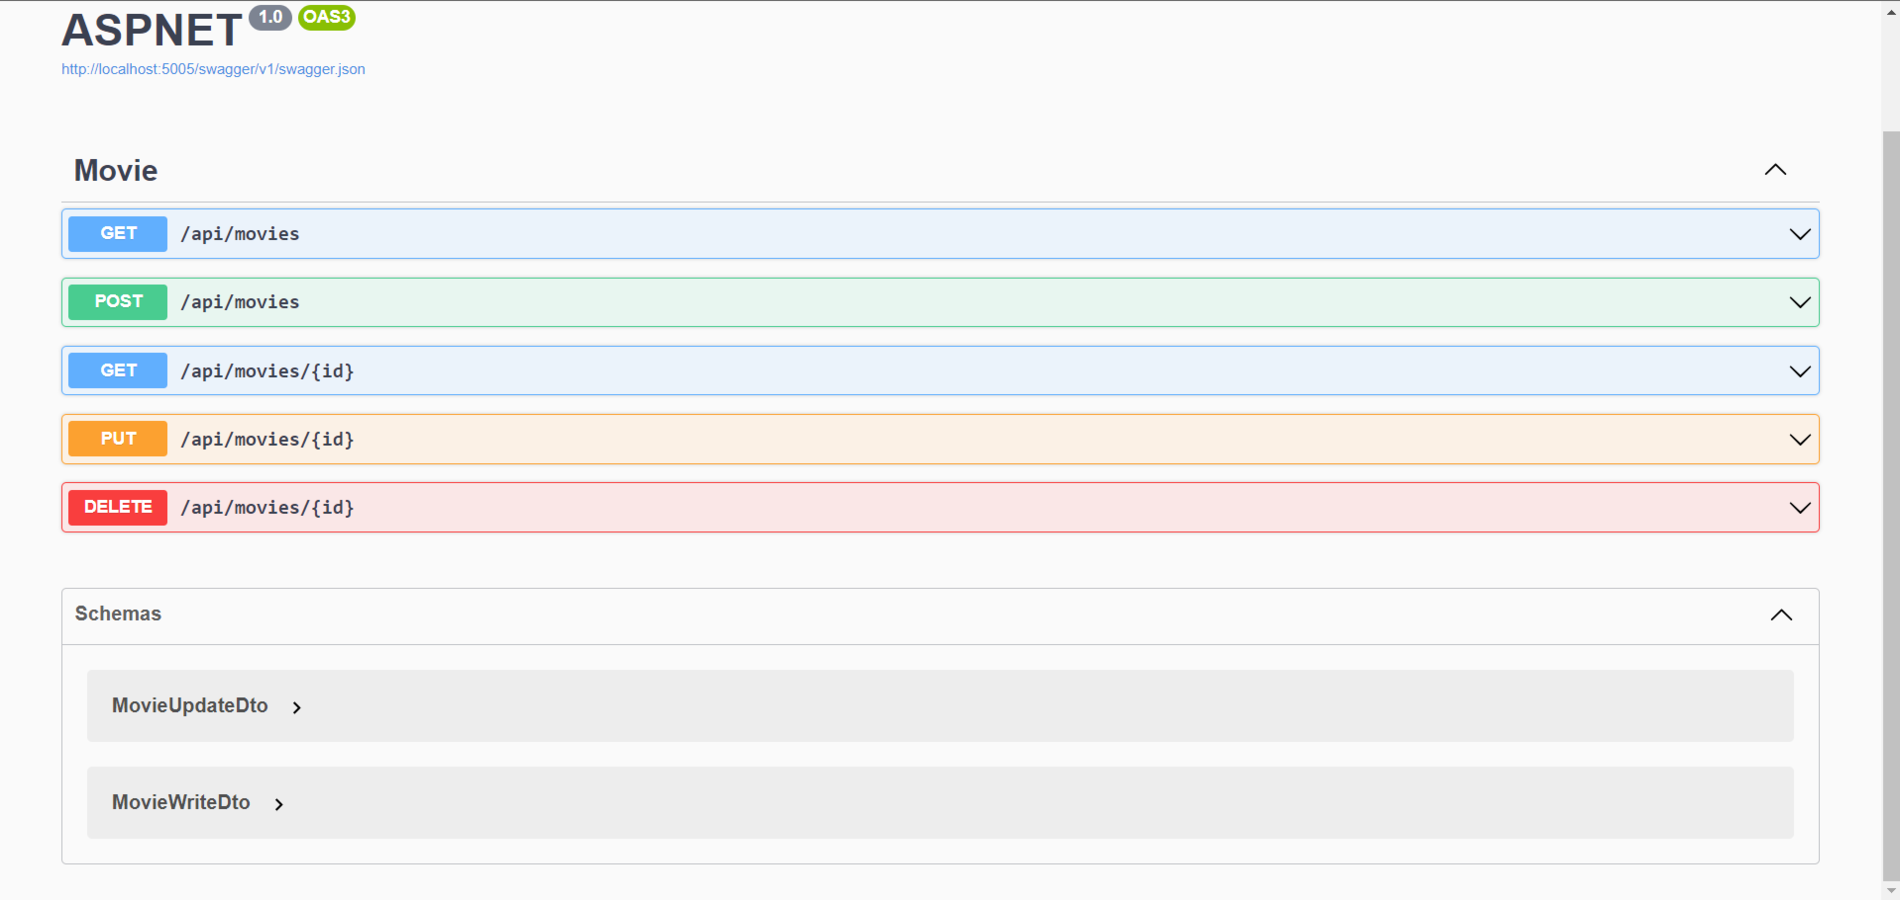 ASPNET 1.0 OAS3
http://localhost:5005/swagger/v1/swagger.json
Movie
GET /api/movies
POST /api/movies
GET /api/movies/{id}
PUT /api/movies/{id}
DELETE /api/movies/{id}
Schemas
MovieUpdateDto
MovieWriteDto